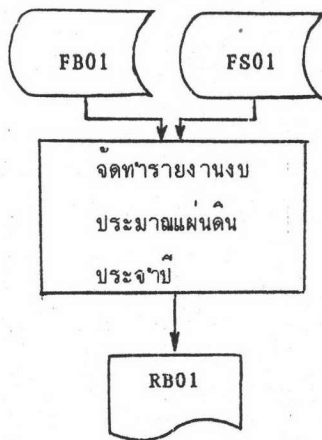 FB01
FS01
จัดทำรายงานงบ
ประมาณแผ่นดิน
ประจำปี
RB01